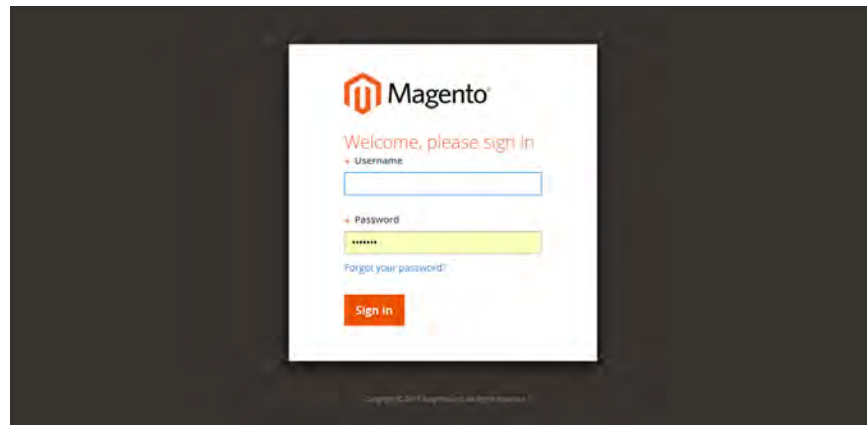 Magento
Welcome, please sign in
* Username
* Password
•••••••
Forgot your password?
Sign in